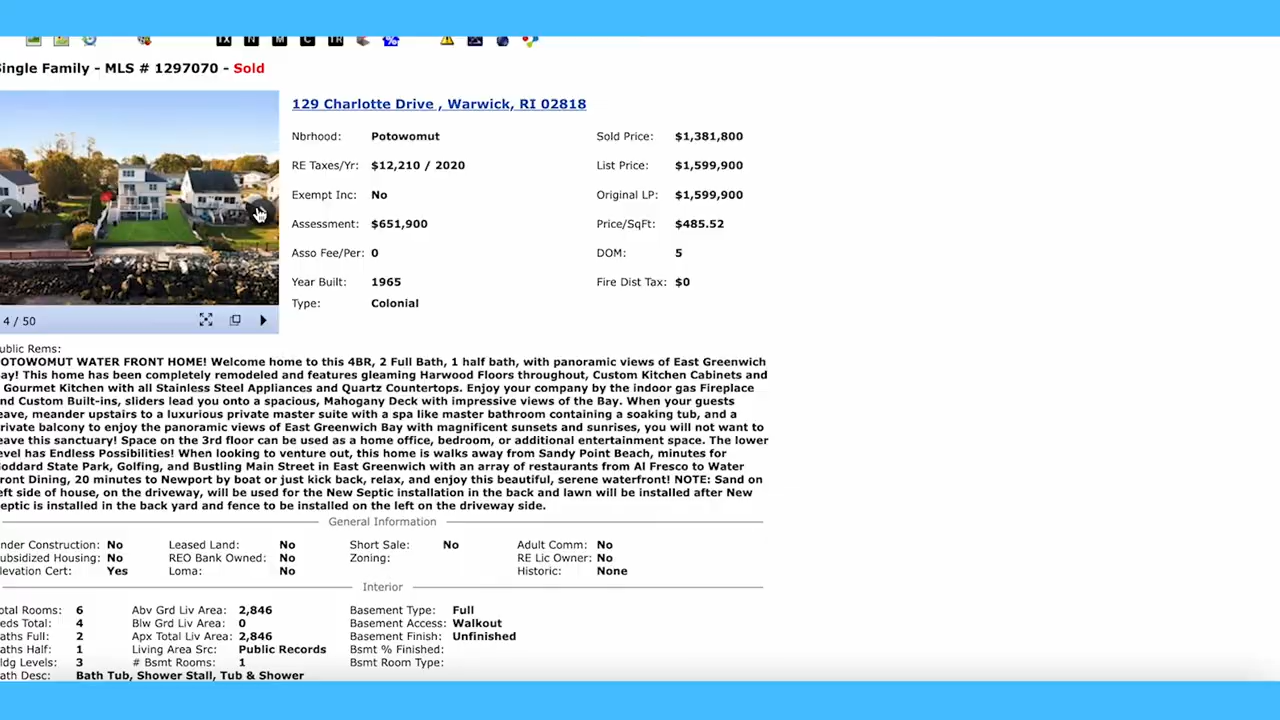 TX N M C TR
ingle Family - MLS # 1297070 - Sold
129 Charlotte Drive , Warwick, RI 02818
Nbrhood: Potowomut Sold Price: $1,381,800
RE Taxes/Yr: $12,210 / 2020 List Price: $1,599,900
Exempt Inc: No Original LP: $1,599,900
Assessment: $651,900 Price/SqFt: $485.52
Asso Fee/Per: 0 DOM: 5
Year Built: 1965 Fire Dist Tax: $0
Type: Colonial
4 / 50
ublic Rems:
OTOWOMUT WATER FRONT HOME! Welcome home to this 4BR, 2 Full Bath, 1 half bath, with panoramic views of East Greenwich
ay! This home has been completely remodeled and features gleaming Harwood Floors throughout, Custom Kitchen Cabinets and
Gourmet Kitchen with all Stainless Steel Appliances and Quartz Countertops. Enjoy your company by the indoor gas Fireplace
nd Custom Built-ins, sliders lead you onto a spacious, Mahogany Deck with impressive views of the Bay. When your guests
eave, meander upstairs to a luxurious private master suite with a spa like master bathroom containing a soaking tub, and a
rivate balcony to enjoy the panoramic views of East Greenwich Bay with magnificent sunsets and sunrises, you will not want to
eave this sanctuary! Space on the 3rd floor can be used as a home office, bedroom, or additional entertainment space. The lower
evel has Endless Possibilities! When looking to venture out, this home is walks away from Sandy Point Beach, minutes for
oddard State Park, Golfing, and Bustling Main Street in East Greenwich with an array of restaurants from Al Fresco to Water
ront Dining, 20 minutes to Newport by boat or just kick back, relax, and enjoy this beautiful, serene waterfront! NOTE: Sand on
eft side of house, on the driveway, will be used for the New Septic installation in the back and lawn will be installed after New
eptic is installed in the back yard and fence to be installed on the left on the driveway side.
General Information
nder Construction: No Leased Land: No Short Sale: No Adult Comm: No
ubsidized Housing: No REO Bank Owned: No Zoning: RE Lic Owner: No
levation Cert: Yes Loma: No Historic: None
Interior
otal Rooms: 6 Abv Grd Liv Area: 2,846 Basement Type: Full
eds Total: 4 Blw Grd Liv Area: 0 Basement Access: Walkout
aths Full: 2 Apx Total Liv Area: 2,846 Basement Finish: Unfinished
aths Half: 1 Living Area Src: Public Records Bsmt % Finished:
ldg Levels: 3 # Bsmt Rooms: 1 Bsmt Room Type:
ath Desc: Bath Tub, Shower Stall, Tub & Shower